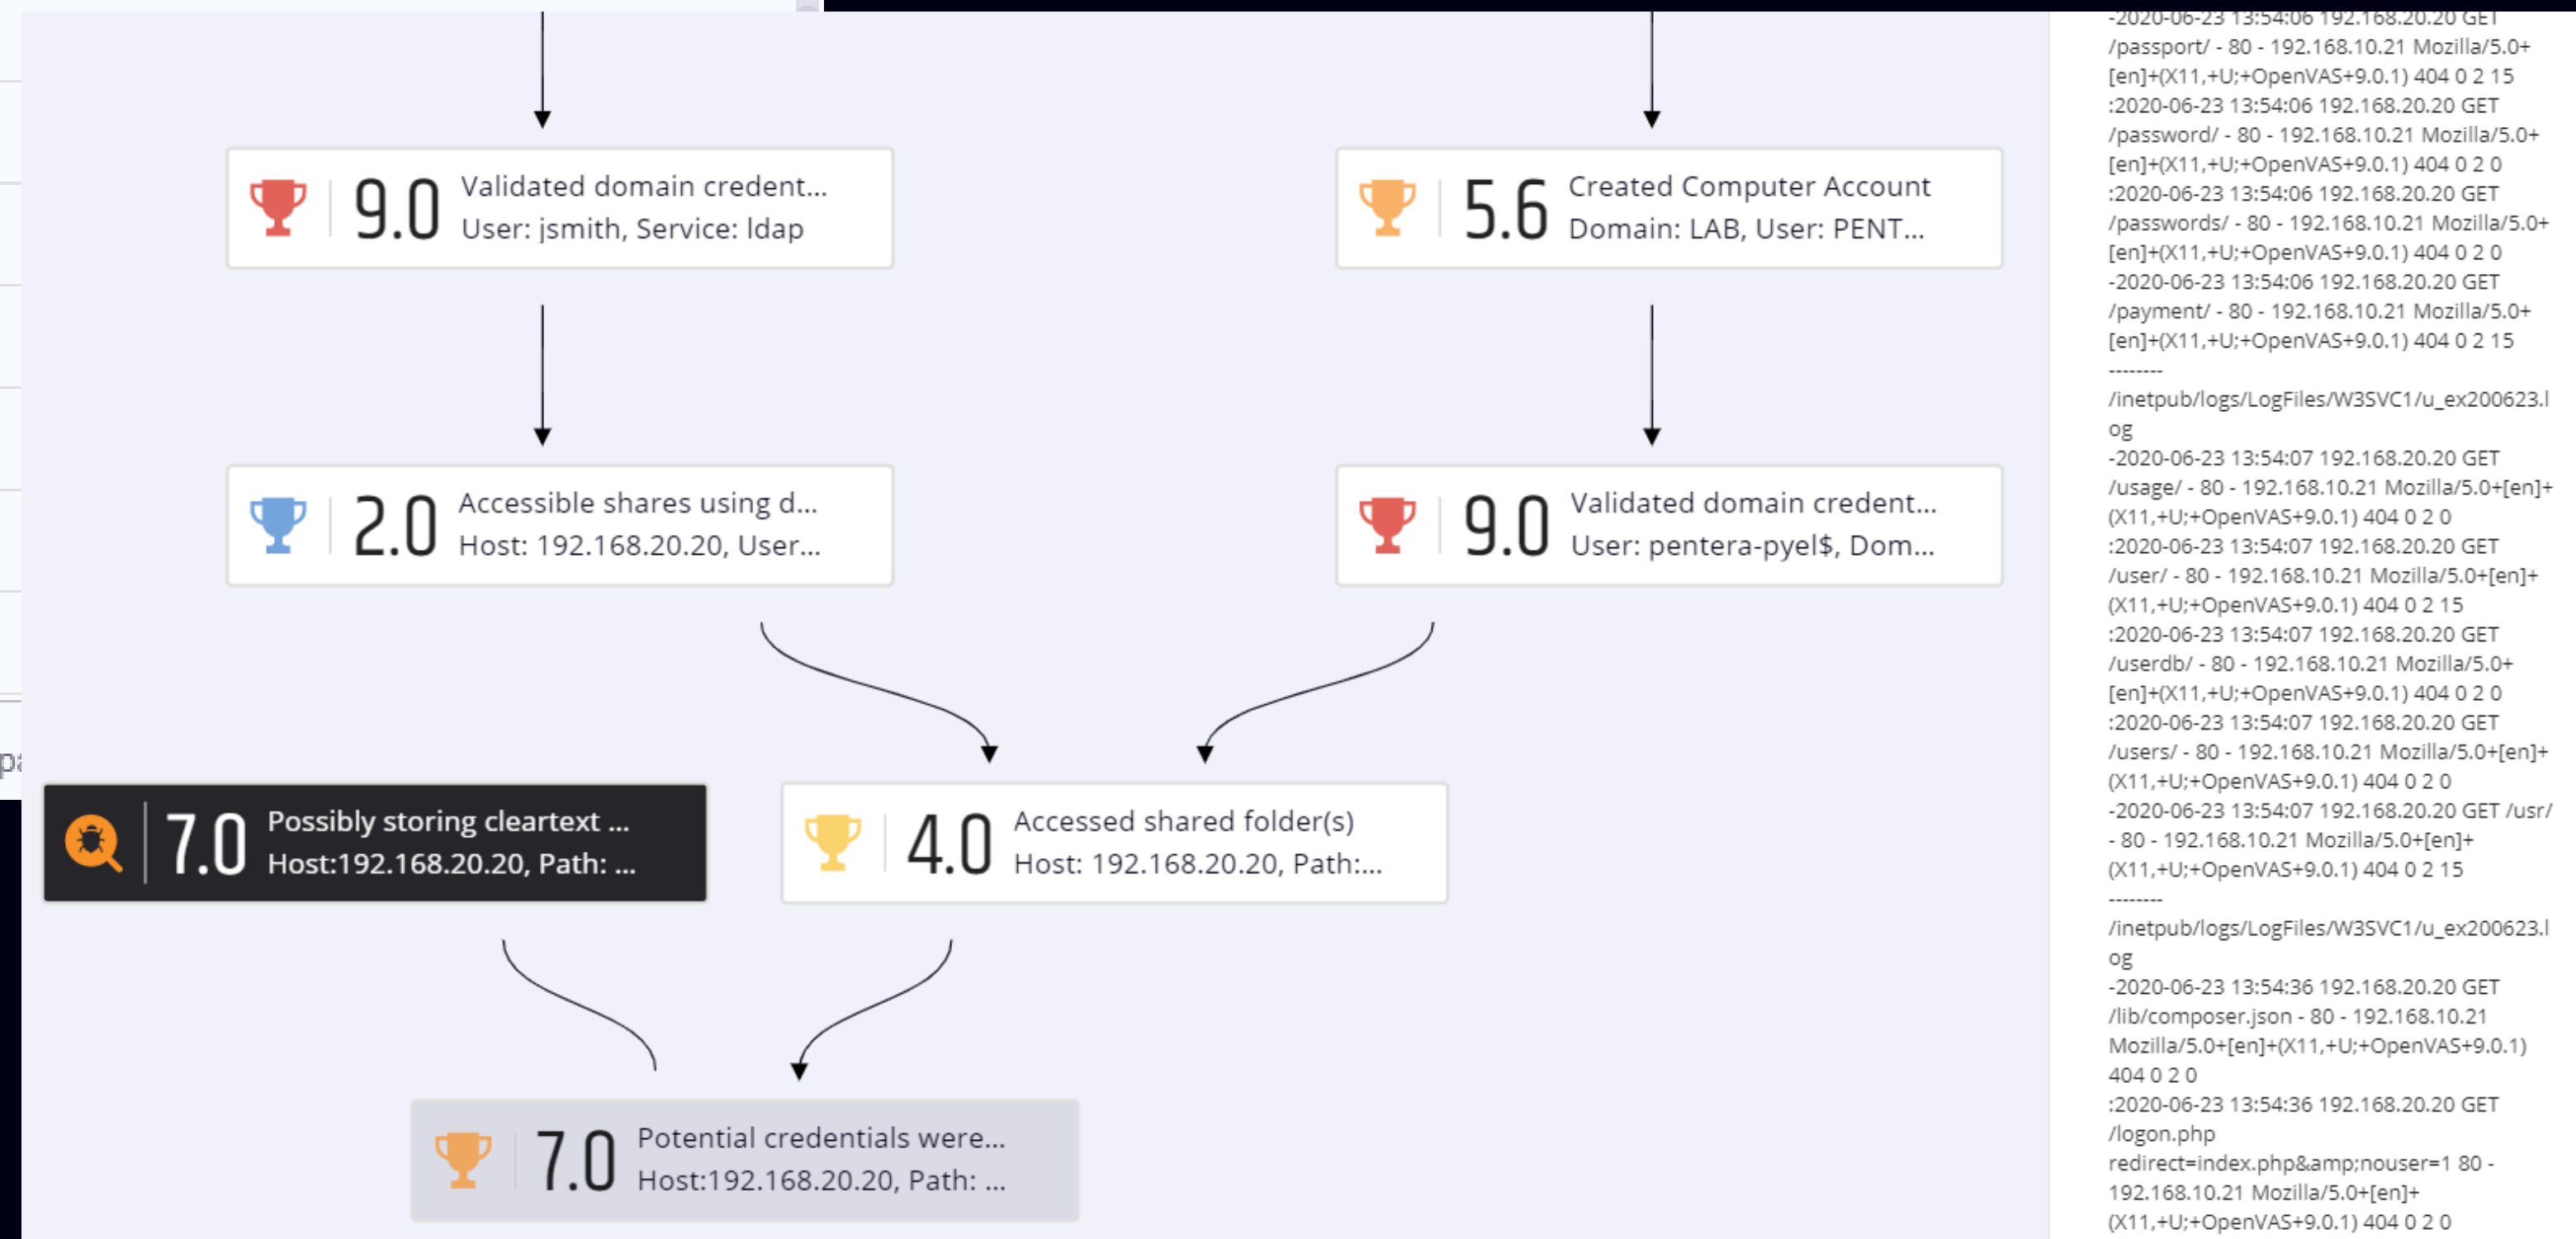 9.0
Validated domain credent...
User: jsmith, Service: ldap
5.6
Created Computer Account
Domain: LAB, User: PENT...
2.0
Accessible shares using d...
Host: 192.168.20.20, User...
9.0
Validated domain credent...
User: pentera-pyel$, Dom...
pa
7.0
Possibly storing cleartext ...
Host:192.168.20.20, Path: ...
4.0
Accessed shared folder(s)
Host: 192.168.20.20, Path:...
7.0
Potential credentials were...
Host:192.168.20.20, Path: ...
-2020-06-23 13:54:06 192.168.20.20 GET
/passport/ - 80 - 192.168.10.21 Mozilla/5.0+
[en]+(X11,+U;+OpenVAS+9.0.1) 404 0 2 15
:2020-06-23 13:54:06 192.168.20.20 GET
/password/ - 80 - 192.168.10.21 Mozilla/5.0+
[en]+(X11,+U;+OpenVAS+9.0.1) 404 0 2 0
:2020-06-23 13:54:06 192.168.20.20 GET
/passwords/ - 80 - 192.168.10.21 Mozilla/5.0+
[en]+(X11,+U;+OpenVAS+9.0.1) 404 0 2 0
-2020-06-23 13:54:06 192.168.20.20 GET
/payment/ - 80 - 192.168.10.21 Mozilla/5.0+
[en]+(X11,+U;+OpenVAS+9.0.1) 404 0 2 15
--------
/inetpub/logs/LogFiles/W3SVC1/u_ex200623.l
og
-2020-06-23 13:54:07 192.168.20.20 GET
/usage/ - 80 - 192.168.10.21 Mozilla/5.0+[en]+
(X11,+U;+OpenVAS+9.0.1) 404 0 2 0
:2020-06-23 13:54:07 192.168.20.20 GET
/user/ - 80 - 192.168.10.21 Mozilla/5.0+[en]+
(X11,+U;+OpenVAS+9.0.1) 404 0 2 15
:2020-06-23 13:54:07 192.168.20.20 GET
/userdb/ - 80 - 192.168.10.21 Mozilla/5.0+
[en]+(X11,+U;+OpenVAS+9.0.1) 404 0 2 0
:2020-06-23 13:54:07 192.168.20.20 GET
/users/ - 80 - 192.168.10.21 Mozilla/5.0+[en]+
(X11,+U;+OpenVAS+9.0.1) 404 0 2 0
-2020-06-23 13:54:07 192.168.20.20 GET /usr/
- 80 - 192.168.10.21 Mozilla/5.0+[en]+
(X11,+U;+OpenVAS+9.0.1) 404 0 2 15
--------
/inetpub/logs/LogFiles/W3SVC1/u_ex200623.l
og
-2020-06-23 13:54:36 192.168.20.20 GET
/lib/composer.json - 80 - 192.168.10.21
Mozilla/5.0+[en]+(X11,+U;+OpenVAS+9.0.1)
404 0 2 0
:2020-06-23 13:54:36 192.168.20.20 GET
/logon.php
redirect=index.php&amp;nouser=1 80 -
192.168.10.21 Mozilla/5.0+[en]+
(X11,+U;+OpenVAS+9.0.1) 404 0 2 0